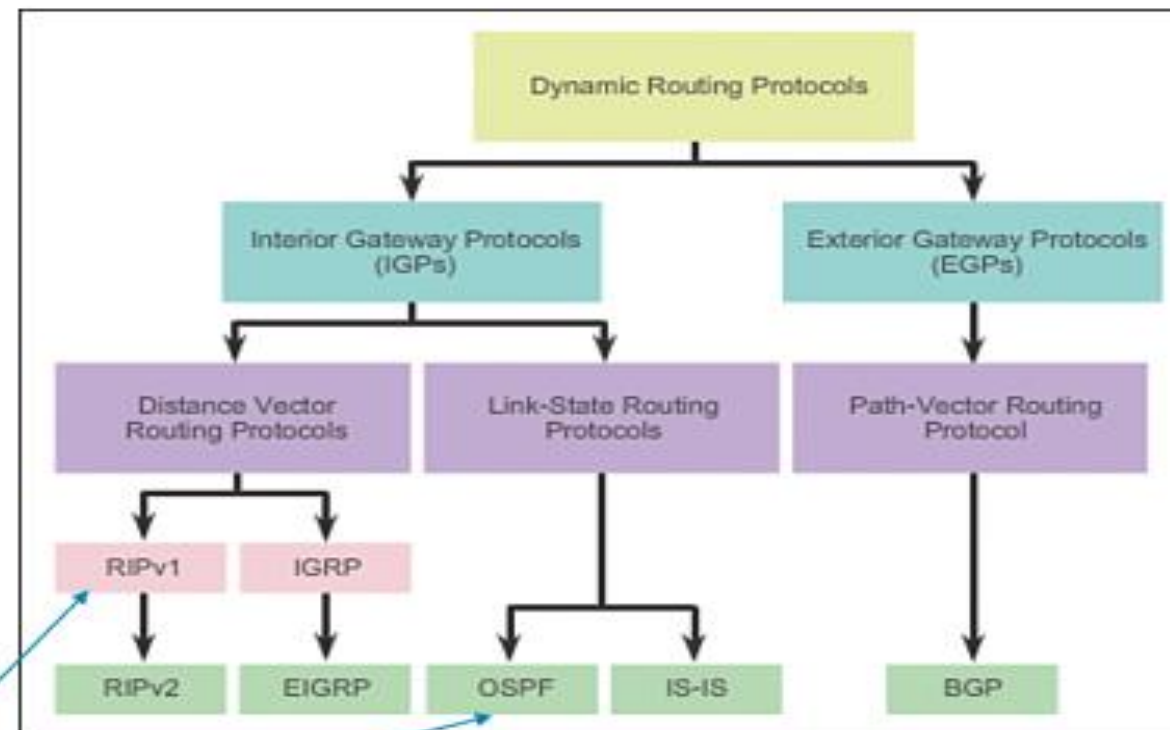 Dynamic Routing Protocols
Interior Gateway Protocols
(IGPs)
Exterior Gateway Protocols
(EGPs)
Distance Vector
Routing Protocols
Link-State Routing
Protocols
Path-Vector Routing
Protocol
RIPv1
IGRP
RIPv2
EIGRP
OSPF
IS-IS
BGP